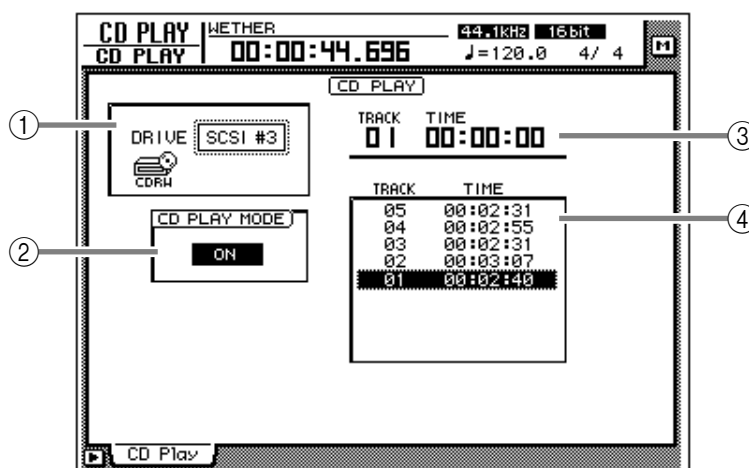 CD PLAY WETHER 44.1kHz 16bit
CD PLAY 00:00:44.696 ♩=120.0 4/ 4 M
CD PLAY
1 DRIVE SCSI #3
CDRW
TRACK TIME
01 00:00:00 3
2 CD PLAY MODE
ON
TRACK TIME
05 00:02:31 4
04 00:02:55
03 00:02:31
02 00:03:07
01 00:02:40
CD Play